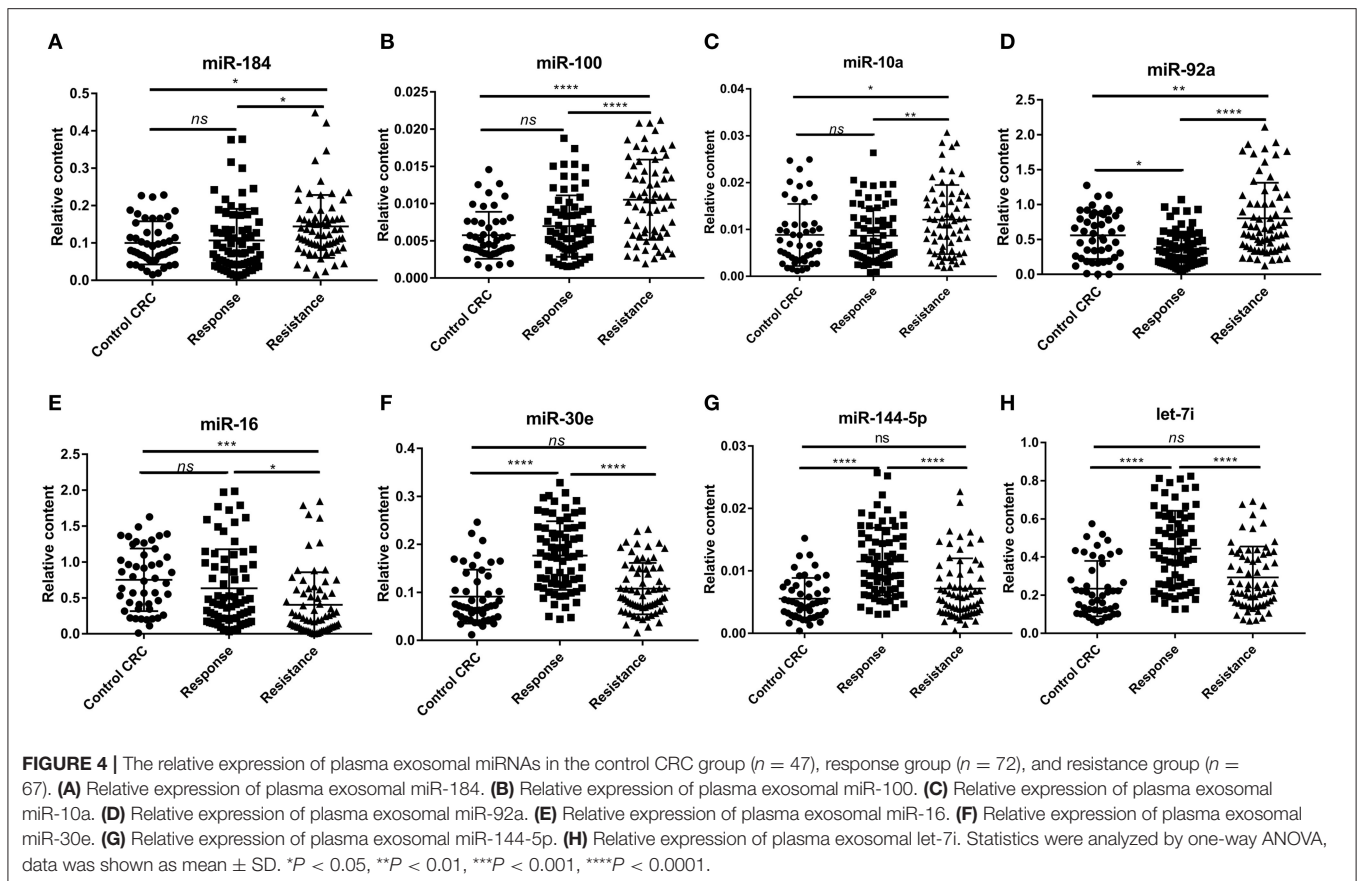 A
miR-184
*
*
ns
Relative content
0.5
0.4
0.3
0.2
0.1
0.0
Control CRC
Response
Resistance
B
miR-100
****
****
ns
Relative content
0.025
0.020
0.015
0.010
0.005
0.000
Control CRC
Response
Resistance
C
miR-10a
*
**
ns
Relative content
0.04
0.03
0.02
0.01
0.00
Control CRC
Response
Resistance
D
miR-92a
**
****
*
Relative content
2.5
2.0
1.5
1.0
0.5
0.0
Control CRC
Response
Resistance
E
miR-16
***
ns
*
Relative content
2.5
2.0
1.5
1.0
0.5
0.0
Control CRC
Response
Resistance
F
miR-30e
ns
****
****
Relative content
0.4
0.3
0.2
0.1
0.0
Control CRC
Response
Resistance
G
miR-144-5p
ns
****
****
Relative content
0.03
0.02
0.01
0.00
Control CRC
Response
Resistance
H
let-7i
ns
****
****
Relative content
1.0
0.8
0.6
0.4
0.2
0.0
Control CRC
Response
Resistance
FIGURE 4 | The relative expression of plasma exosomal miRNAs in the control CRC group (n = 47), response group (n = 72), and resistance group (n =
67). (A) Relative expression of plasma exosomal miR-184. (B) Relative expression of plasma exosomal miR-100. (C) Relative expression of plasma exosomal
miR-10a. (D) Relative expression of plasma exosomal miR-92a. (E) Relative expression of plasma exosomal miR-16. (F) Relative expression of plasma exosomal
miR-30e. (G) Relative expression of plasma exosomal miR-144-5p. (H) Relative expression of plasma exosomal let-7i. Statistics were analyzed by one-way ANOVA,
data was shown as mean ± SD. *P < 0.05, **P < 0.01, ***P < 0.001, ****P < 0.0001.